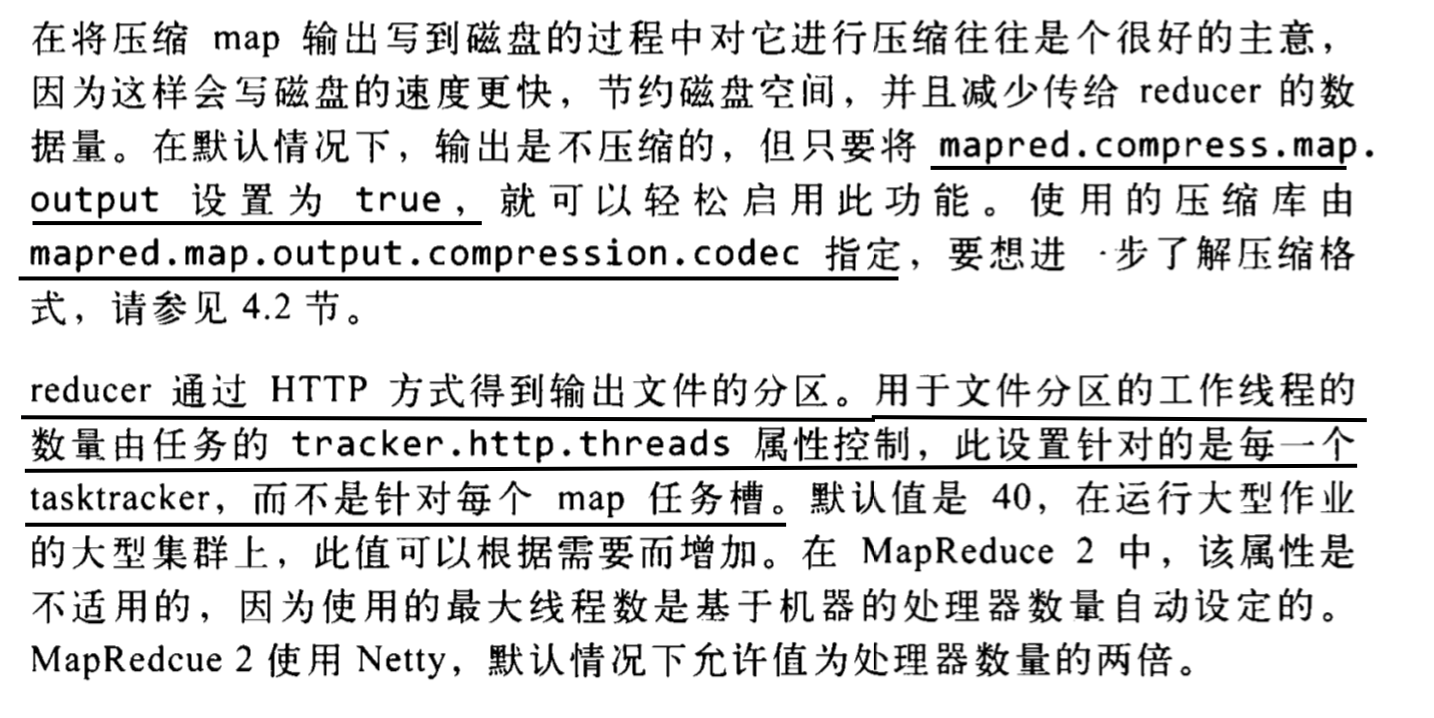 在将压缩 map 输出写到磁盘的过程中对它进行压缩往往是个很好的主意，
因为这样会写磁盘的速度更快，节约磁盘空间，并且减少传给 reducer 的数
据量。在默认情况下，输出是不压缩的，但只要将 mapred.compress.map.
output 设置为 true，就可以轻松启用此功能。使用的压缩库由
mapred.map.output.compression.codec 指定，要想进一步了解压缩格
式，请参见 4.2 节。
reducer 通过 HTTP 方式得到输出文件的分区。用于文件分区的工作线程的
数量由任务的 tracker.http.threads 属性控制，此设置针对的是每一个
tasktracker，而不是针对每个 map 任务槽。默认值是 40，在运行大型作业
的大型集群上，此值可以根据需要而增加。在 MapReduce 2 中，该属性是
不适用的，因为使用的最大线程数是基于机器的处理器数量自动设定的。
MapRedcue 2 使用 Netty，默认情况下允许值为处理器数量的两倍。